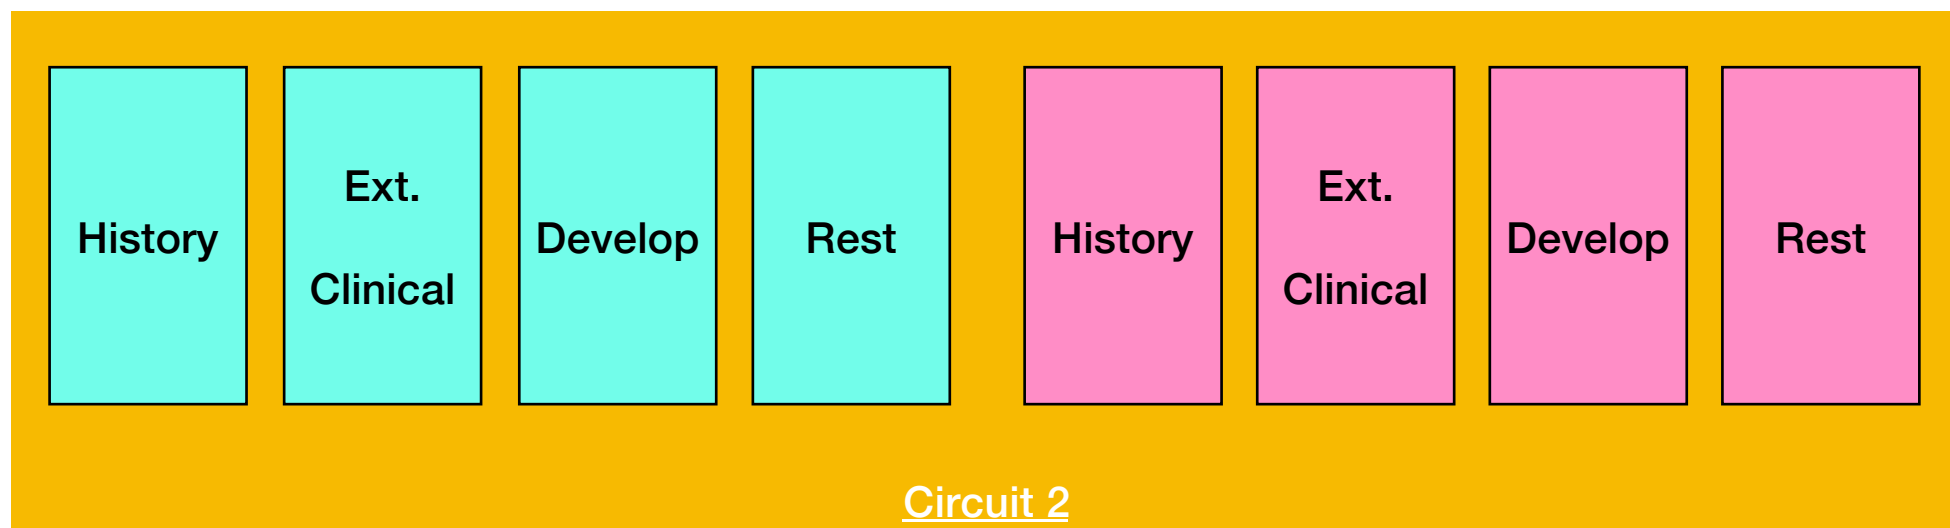 History
Ext.
Clinical
Develop
Rest
History
Ext.
Clinical
Develop
Rest
Circuit 2